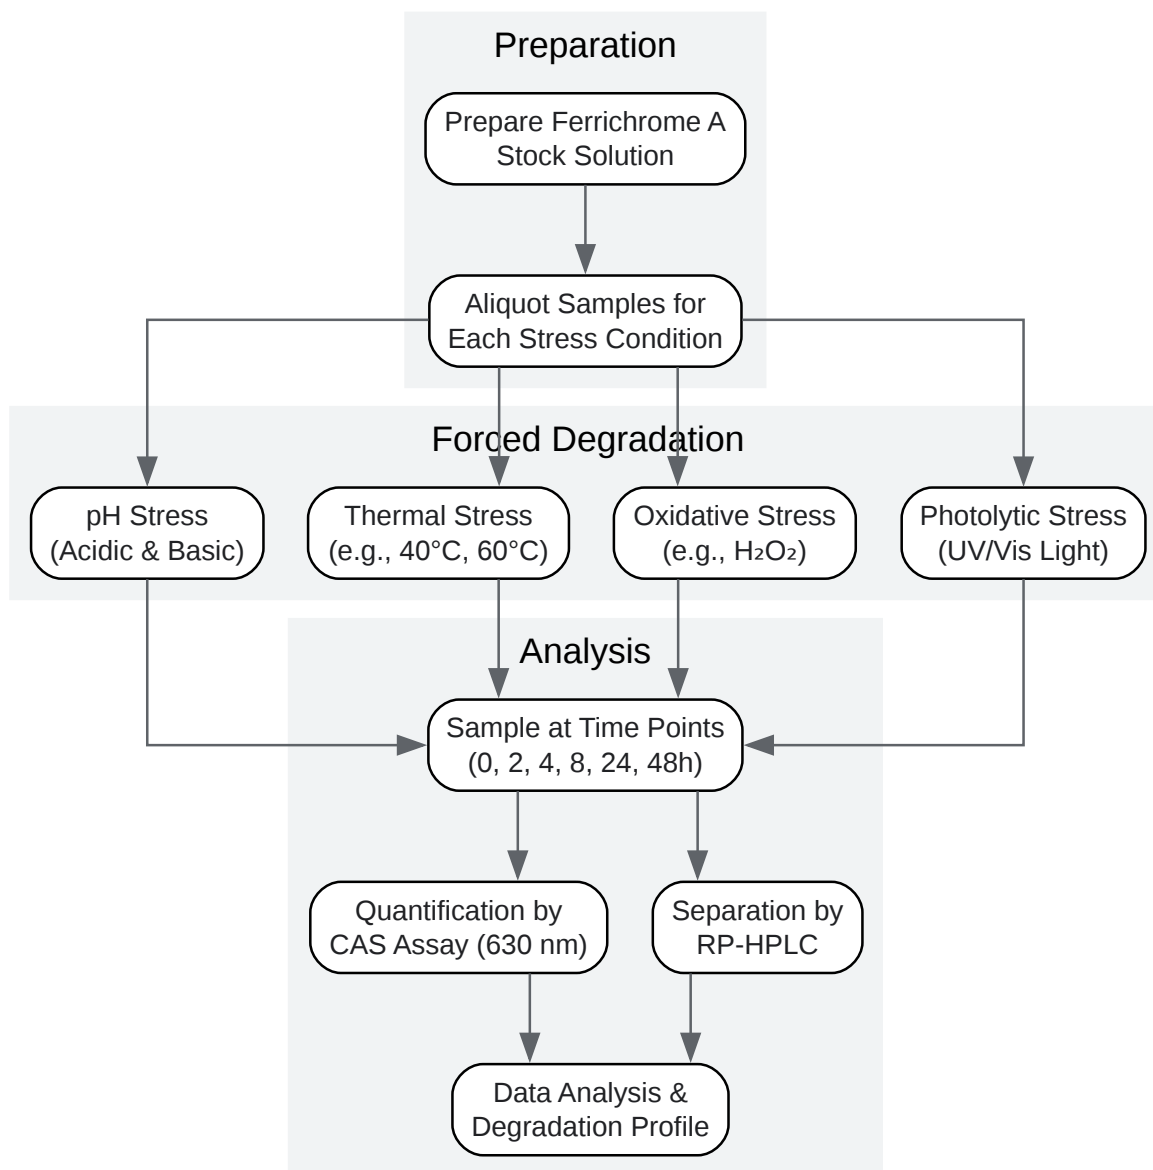 Preparation
Prepare Ferrichrome A
Stock Solution
Aliquot Samples for
Each Stress Condition
Forced Degradation
pH Stress
(Acidic & Basic)
Thermal Stress
(e.g., 40°C, 60°C)
Oxidative Stress
(e.g., H₂O₂)
Photolytic Stress
(UV/Vis Light)
Analysis
Sample at Time Points
(0, 2, 4, 8, 24, 48h)
Quantification by
CAS Assay (630 nm)
Separation by
RP-HPLC
Data Analysis &
Degradation Profile